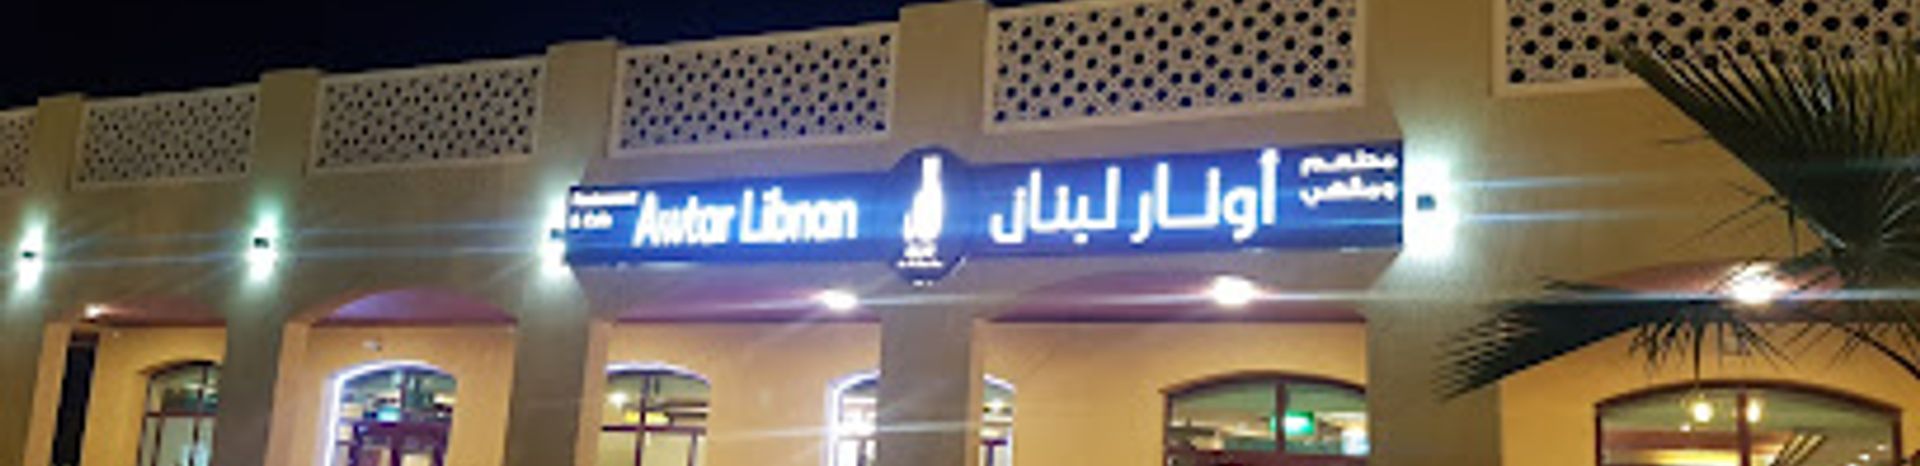 مطعم
ومقهى
أوتار لبنان
Restaurant
& Cafe
Awtar Libnan